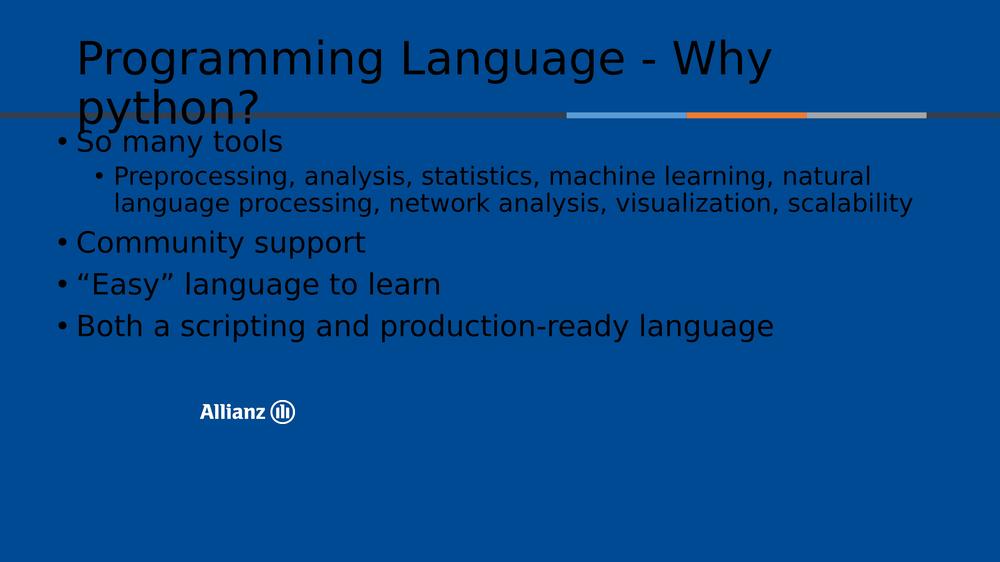 Programming Language - Why
python?
• So many tools
• Preprocessing, analysis, statistics, machine learning, natural
language processing, network analysis, visualization, scalability
• Community support
• “Easy” language to learn
• Both a scripting and production-ready language
Allianz